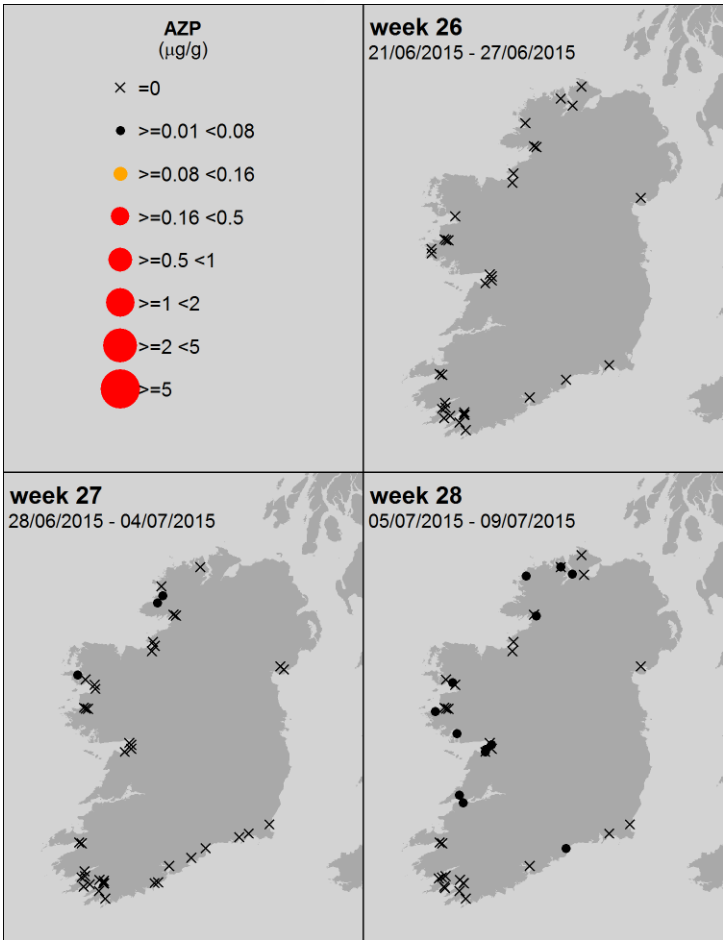 AZP
(µg/g)
=0
>=0.01 <0.08
>=0.08 <0.16
>=0.16 <0.5
>=0.5 <1
>=1 <2
>=2 <5
>=5
week 26
21/06/2015 - 27/06/2015
week 27
28/06/2015 - 04/07/2015
week 28
05/07/2015 - 09/07/2015